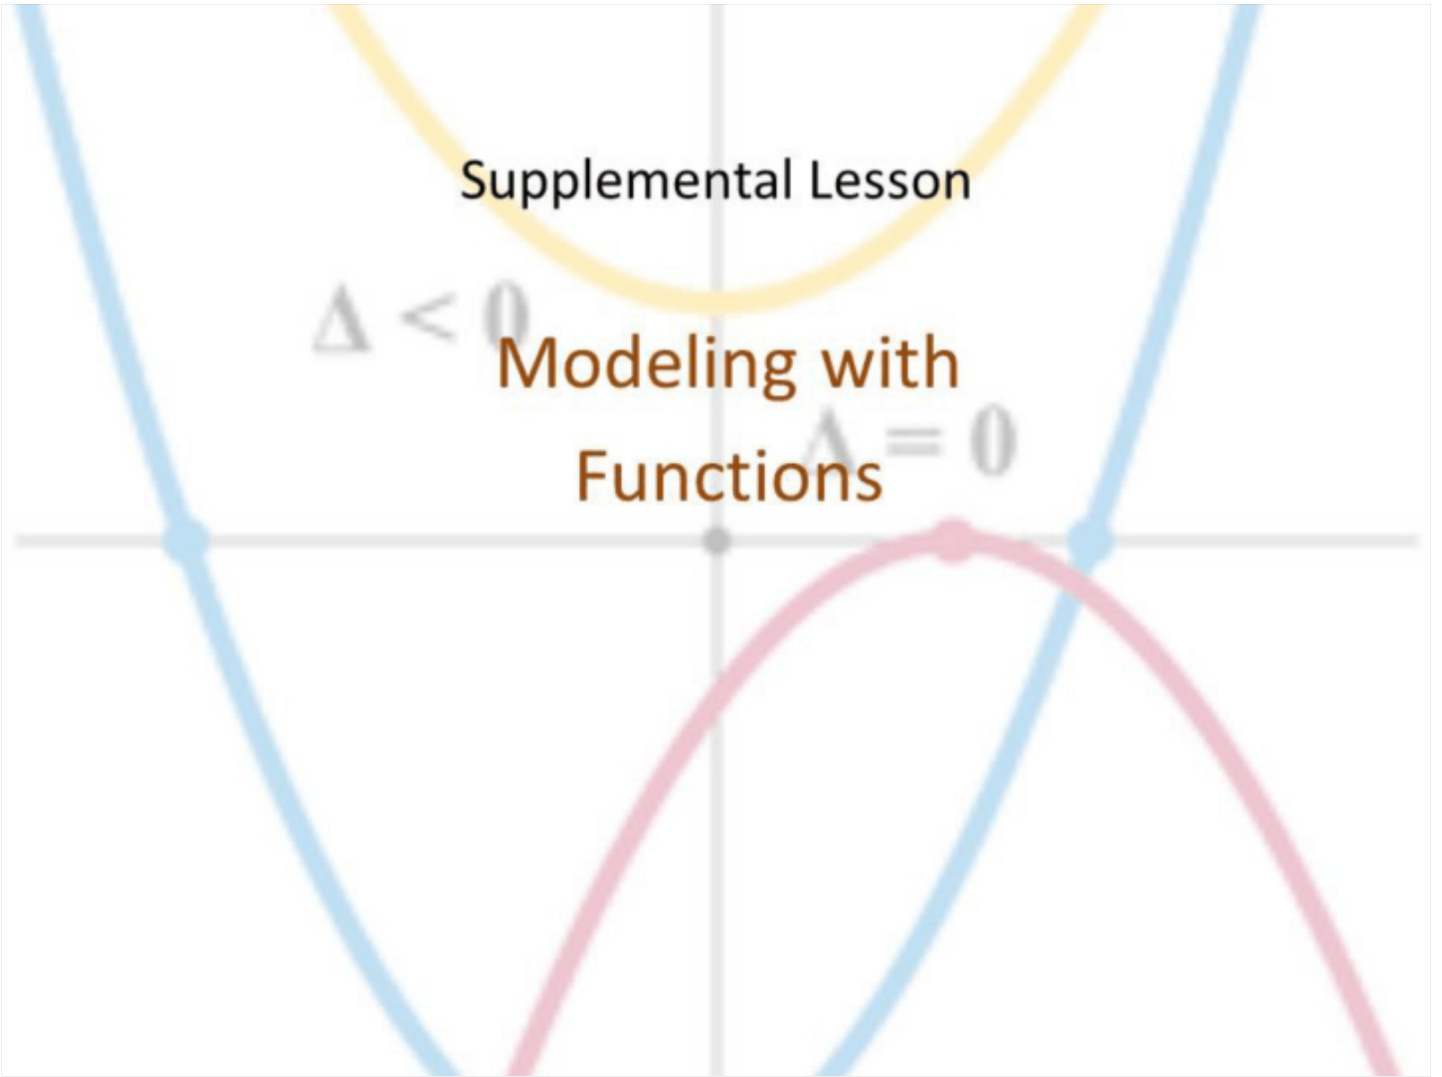 Supplemental Lesson
Δ < 0
Modeling with
Δ = 0
Functions